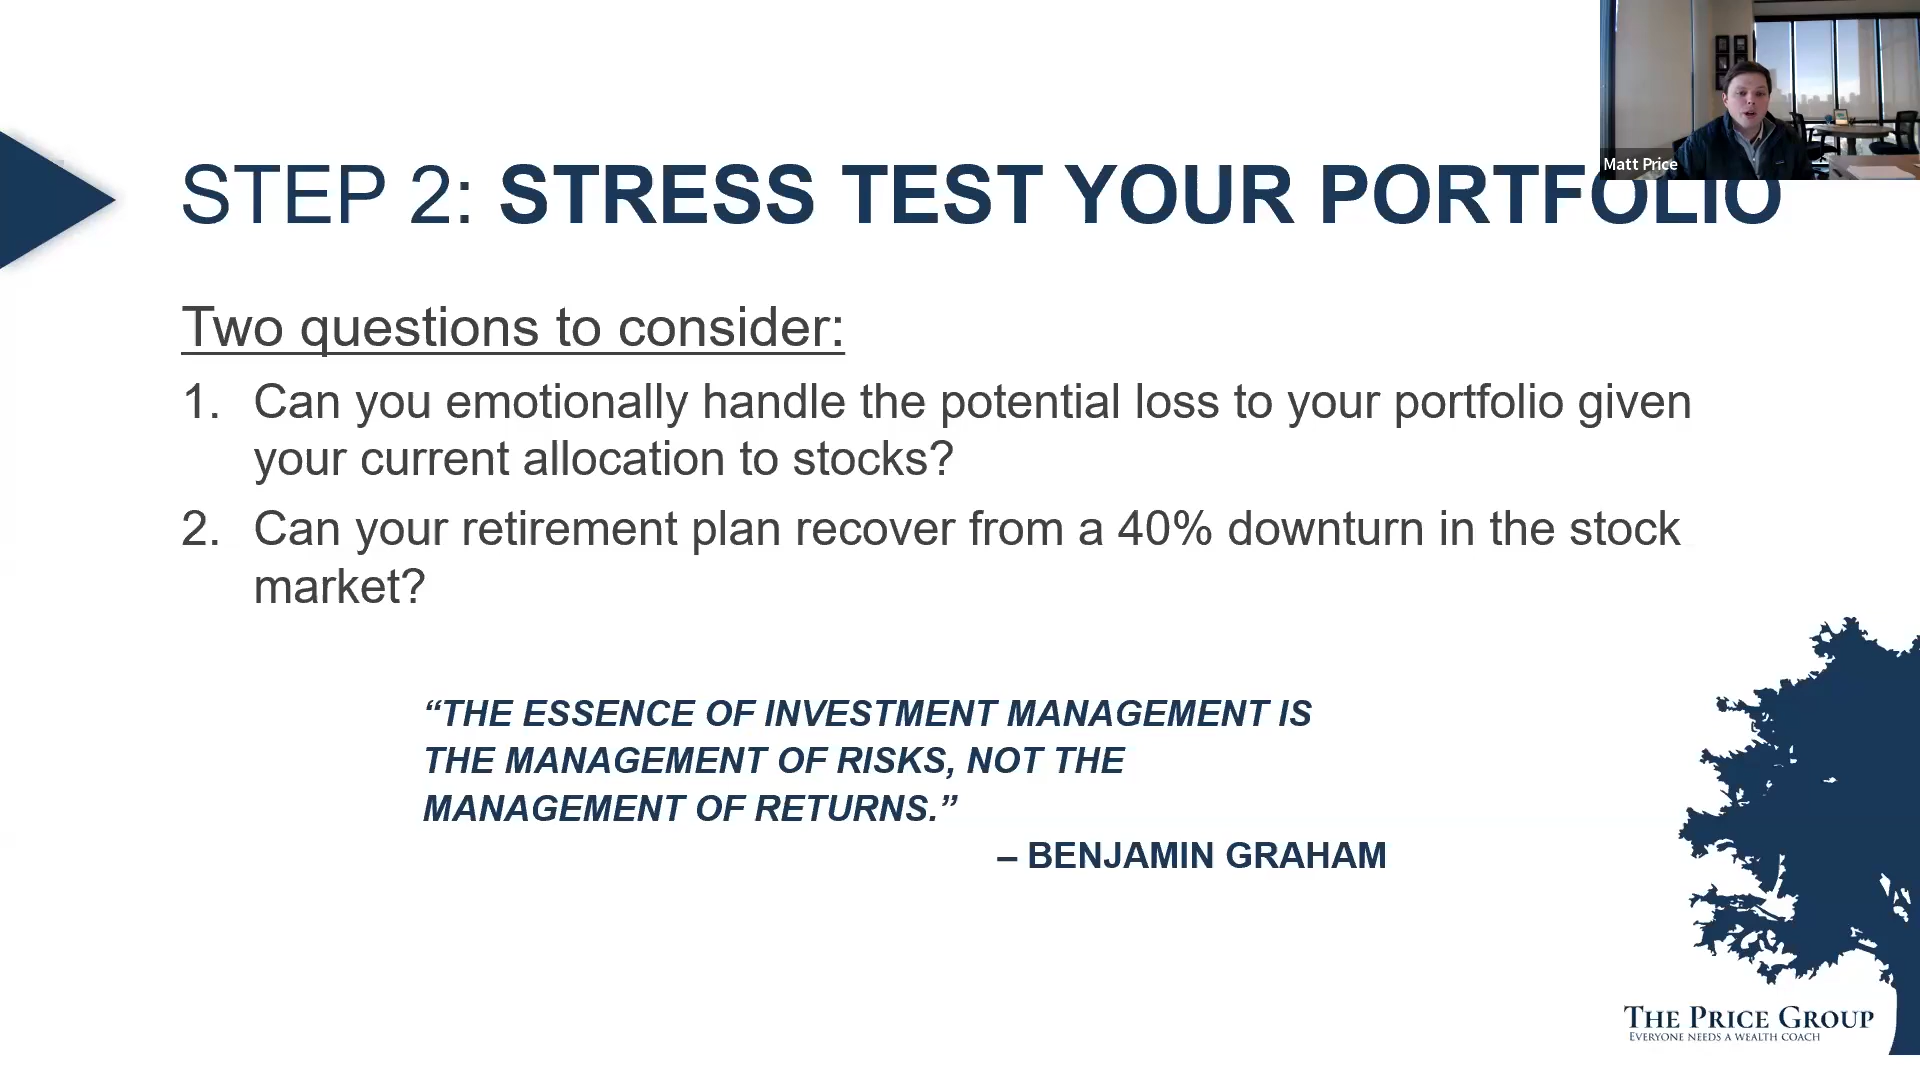 Matt Price
STEP 2: STRESS TEST YOUR PORTFOLIO
Two questions to consider:
1. Can you emotionally handle the potential loss to your portfolio given
your current allocation to stocks?
2. Can your retirement plan recover from a 40% downturn in the stock
market?
“THE ESSENCE OF INVESTMENT MANAGEMENT IS
THE MANAGEMENT OF RISKS, NOT THE
MANAGEMENT OF RETURNS.”
– BENJAMIN GRAHAM
THE PRICE GROUP
EVERYONE NEEDS A WEALTH COACH